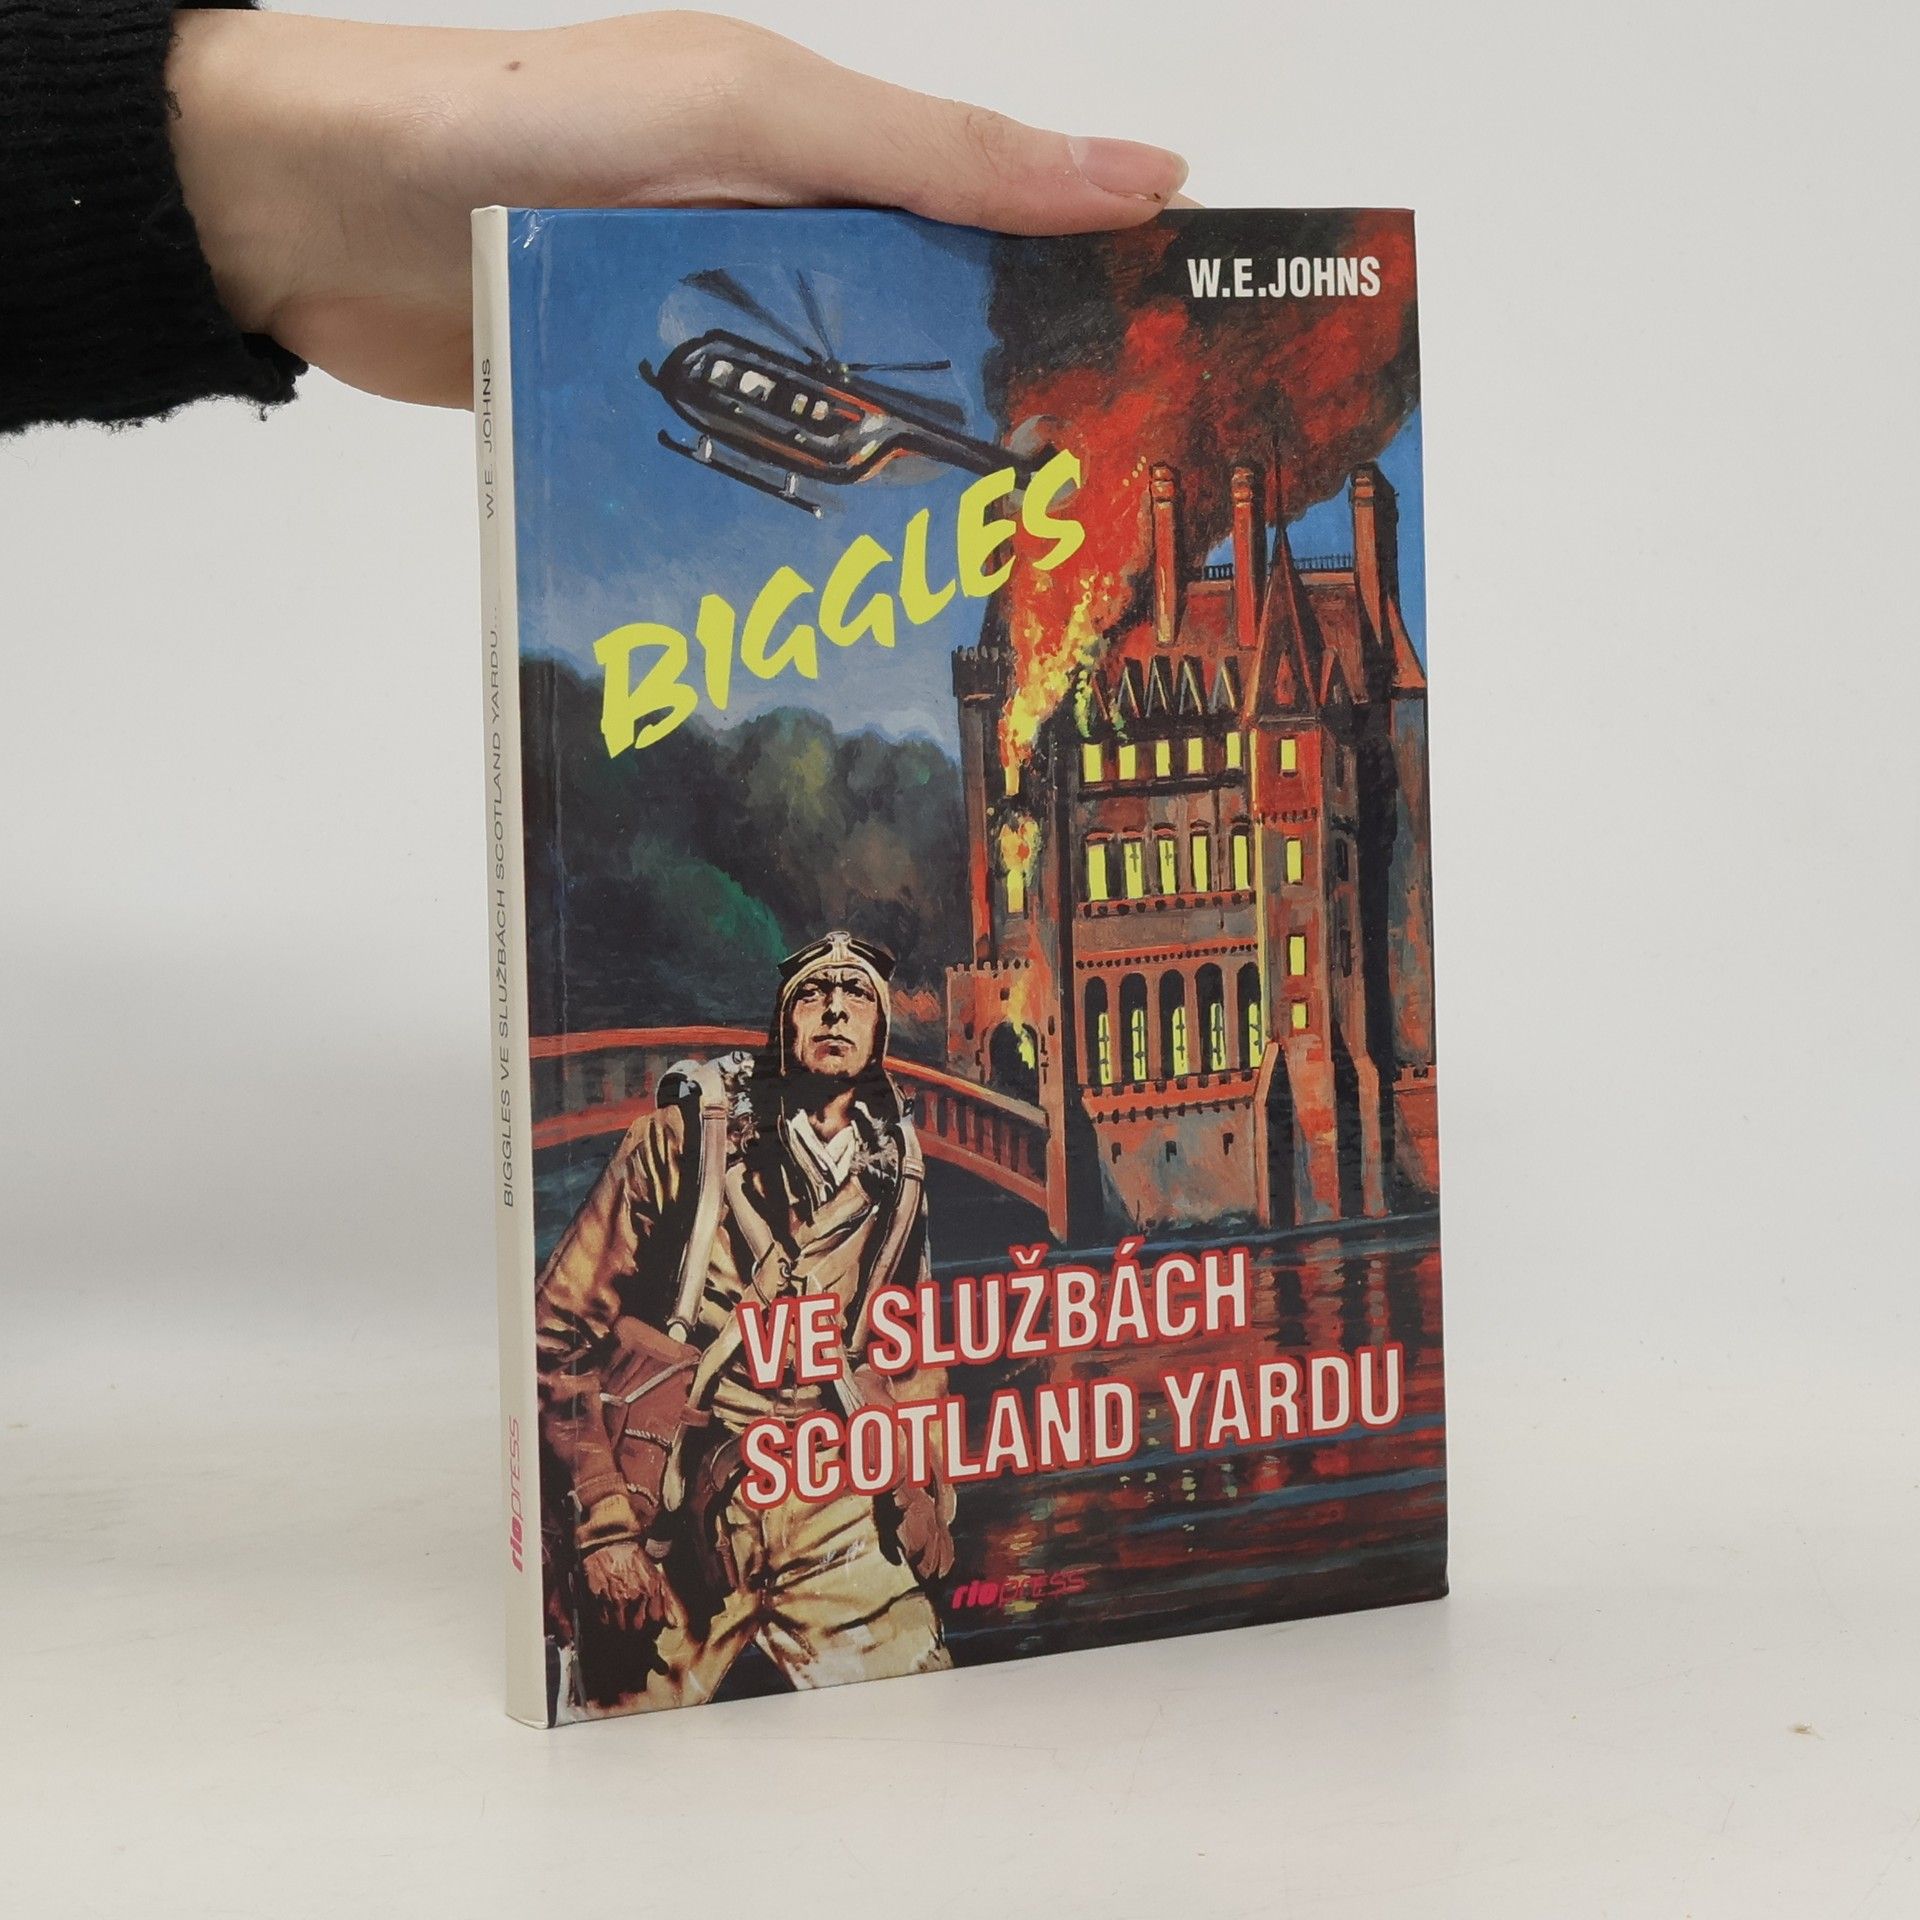 W.E.JOHNS
BIGGLES
VE SLUŽBÁCH
SCOTLAND YARDU
rioPRESS
W.E. JOHNS
BIGGLES VE SLUŽBÁCH SCOTLAND YARDU...
rioPRESS